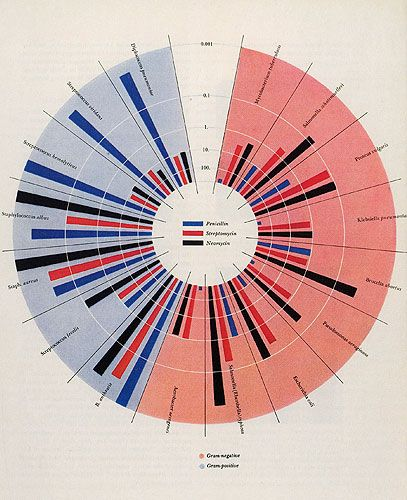 0.001
0.1
1.
10.
100.
Mycobacterium tuberculosis
Salmonella schottmuelleri
Proteus vulgaris
Klebsiella pneumoniae
Brucella abortus
Pseudomonas aeruginosa
Escherichia coli
Salmonella (Eberthella) typhosa
Aerobacter aerogenes
B. anthracis
Streptococcus fecalis
Staph. aureus
Staphylococcus albus
Streptococcus hemolyticus
Streptococcus viridans
Diplococcus pneumoniae
Penicillin
Streptomycin
Neomycin
Gram-negative
Gram-positive